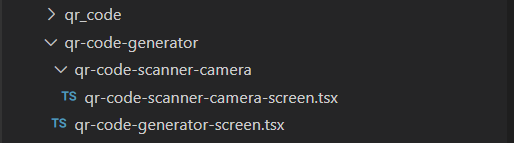 qr_code
qr-code-generator
qr-code-scanner-camera
TS qr-code-scanner-camera-screen.tsx
TS qr-code-generator-screen.tsx